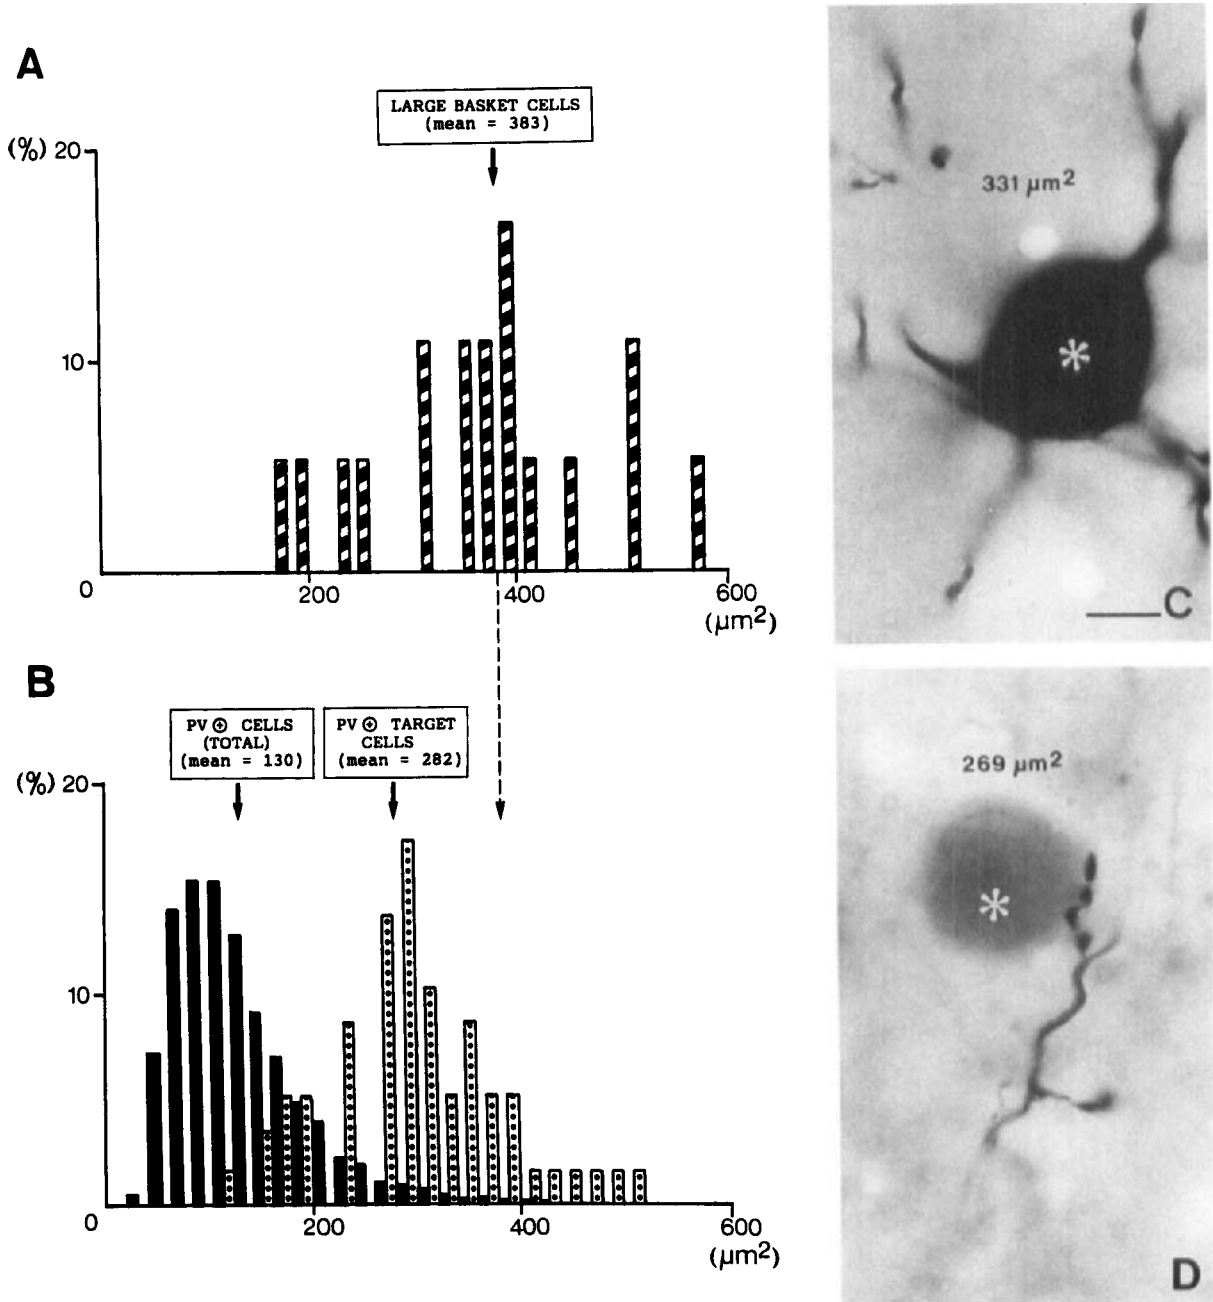 A
LARGE BASKET CELLS
(mean = 383)
(%) 20
10
0 200 400 600
(µm2)
B
PV ⊕ CELLS
(TOTAL)
(mean = 130)
PV ⊕ TARGET
CELLS
(mean = 282)
(%) 20
10
0 200 400 600
(µm2)
331 µm2
*
C
269 µm2
*
D